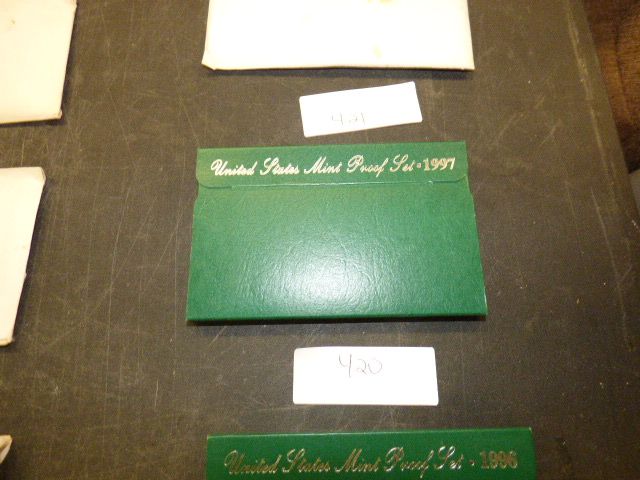 421
United States Mint Proof Set • 1997
420
United States Mint Proof Set • 1996